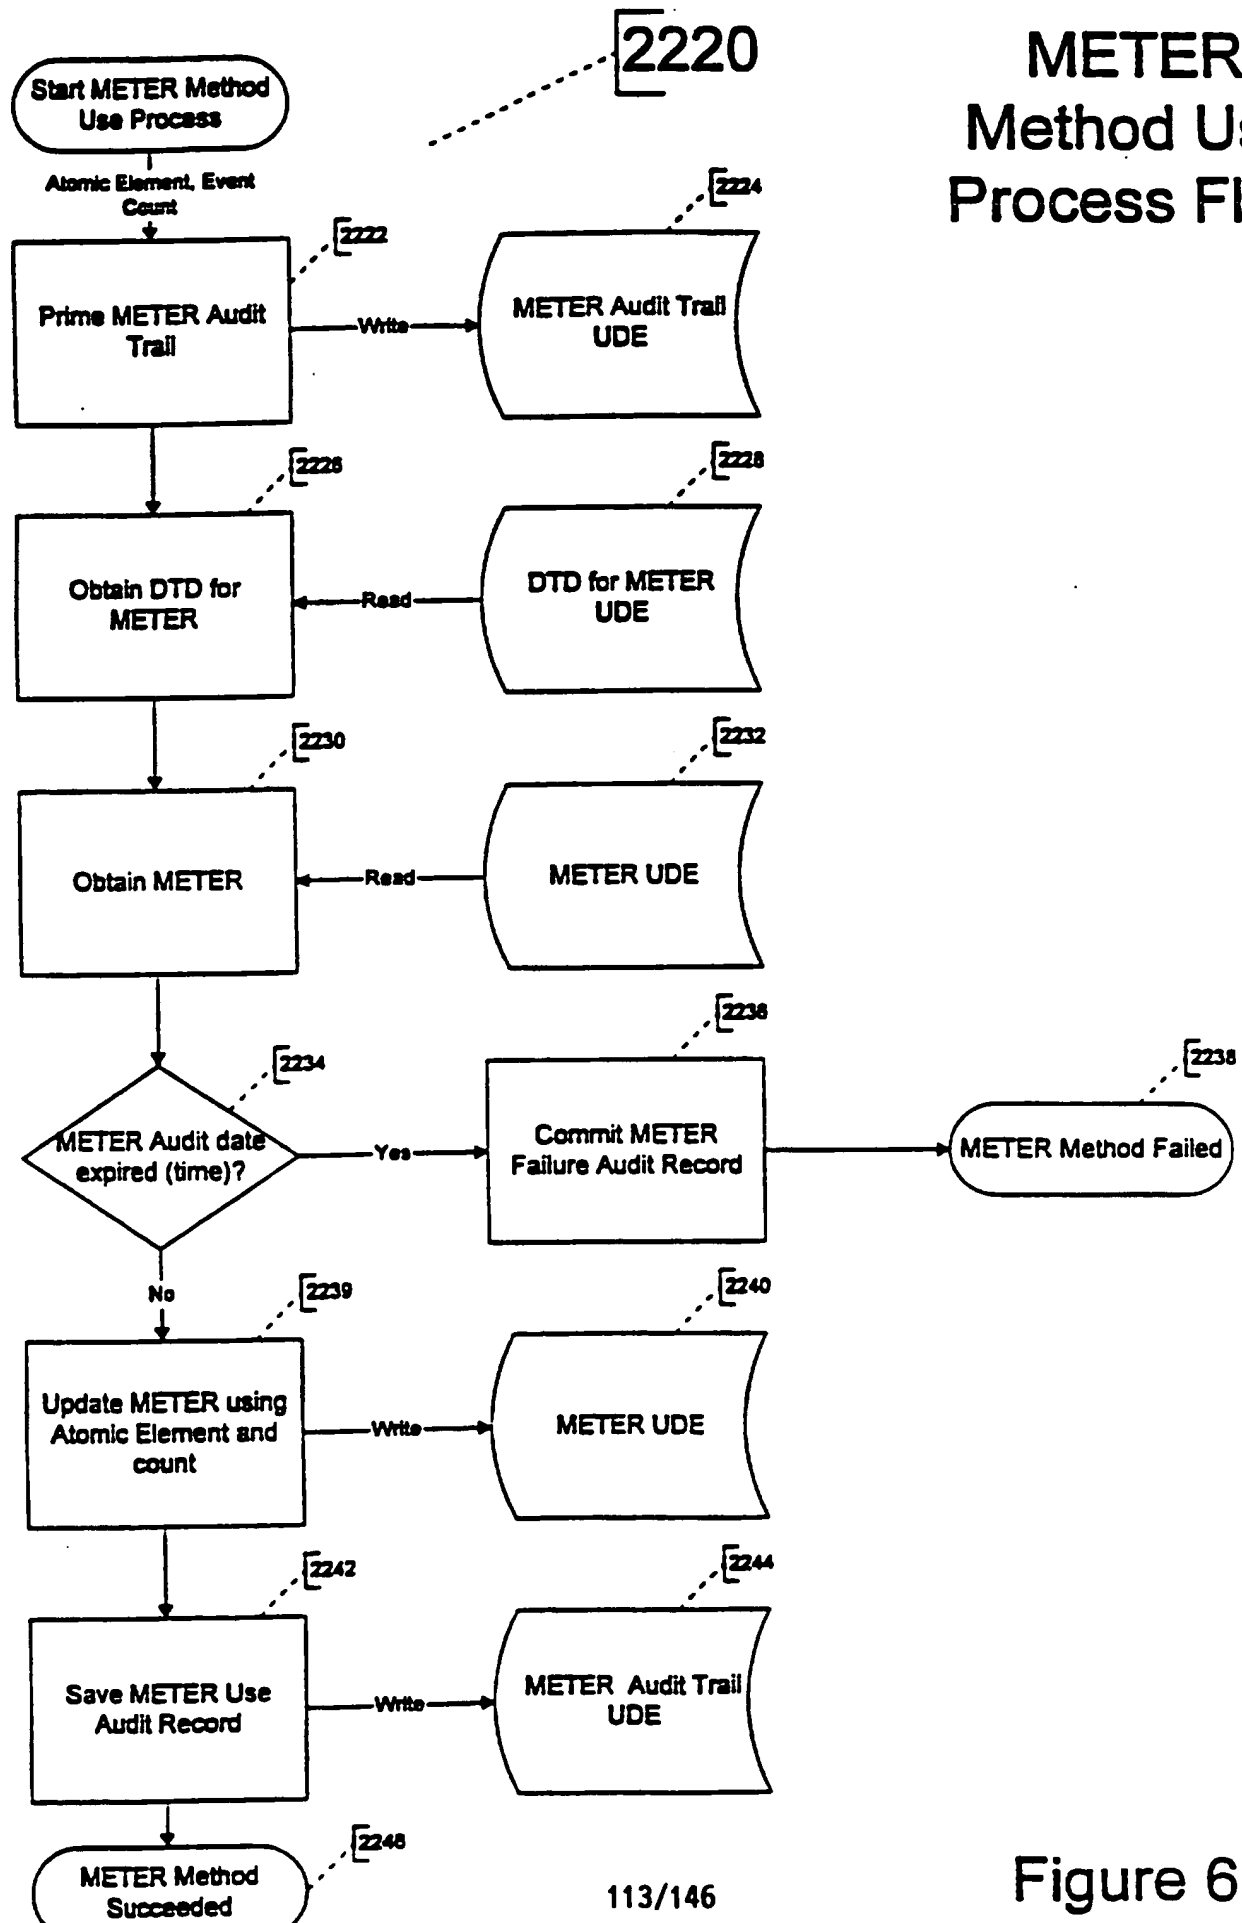 2220
METER
Method Us
Process Fl
Start METER Method
Use Process
Atomic Element, Event
Count
2222
2224
Prime METER Audit
Trail
Write
METER Audit Trail
UDE
2226
2228
Obtain DTD for
METER
Read
DTD for METER
UDE
2230
2232
Obtain METER
Read
METER UDE
2234
2236
2238
METER Audit date
expired (time)?
Yes
Commit METER
Failure Audit Record
METER Method Failed
No
2239
2240
Update METER using
Atomic Element and
count
Write
METER UDE
2242
2244
Save METER Use
Audit Record
Write
METER Audit Trail
UDE
2246
METER Method
Succeeded
113/146
Figure 6